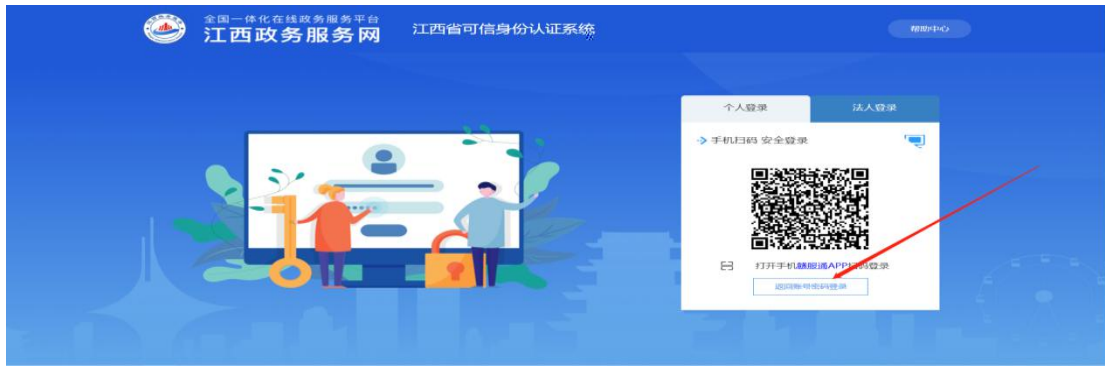 全国一体化在线政务服务平台
江西政务服务网
江西省可信身份认证系统
帮助中心
个人登录
法人登录
手机扫码 安全登录
打开手机赣服通APP扫码登录
返回账号密码登录